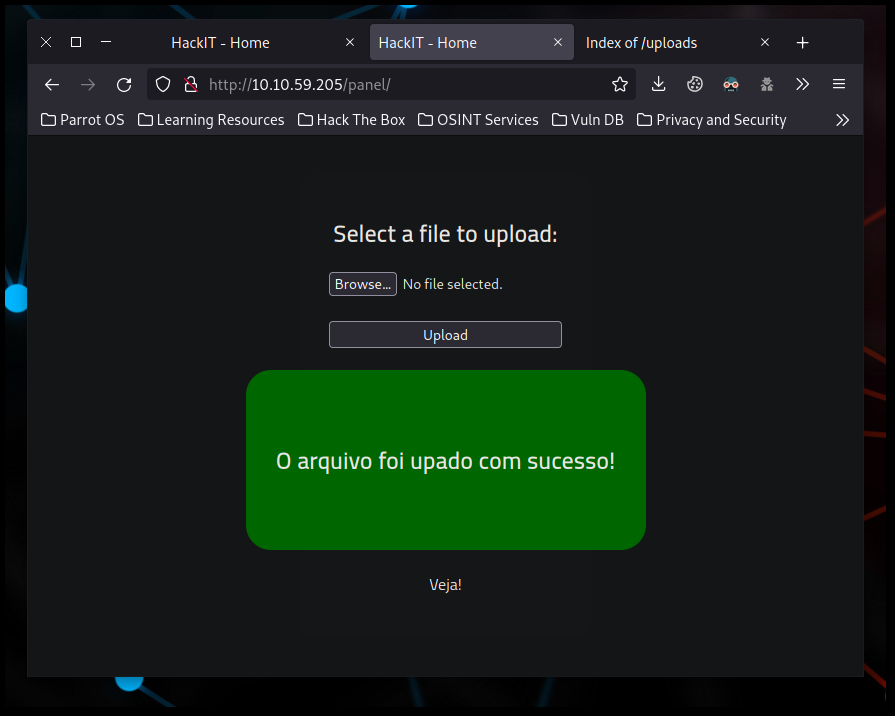 HackIT - Home HackIT - Home Index of /uploads
http://10.10.59.205/panel/
Parrot OS Learning Resources Hack The Box OSINT Services Vuln DB Privacy and Security
Select a file to upload:
Browse... No file selected.
Upload
O arquivo foi upado com sucesso!
Veja!